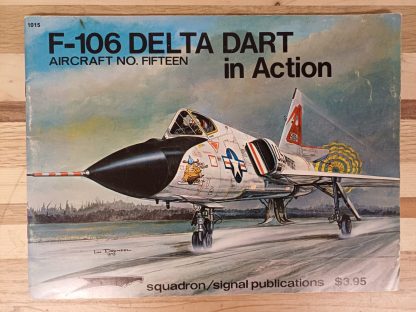 1015
F-106 DELTA DART
AIRCRAFT NO. FIFTEEN
in Action
squadron/signal publications $3.95